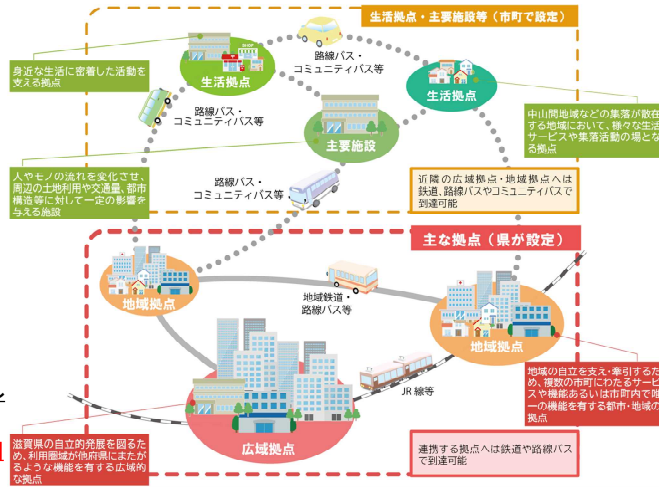 生活拠点・主要施設等（市町で設定）
路線バス・
コミュニティバス等
身近な生活に密着した活動を
支える拠点
生活拠点
生活拠点
路線バス・
コミュニティバス等
中山間地域などの集落が散在
する地域において、様々な生活
サービスや集落活動の場とな
る拠点
主要施設
人やモノの流れを変化させ、
周辺の土地利用や交通量、都市
構造等に対して一定の影響を
与える施設
路線バス・
コミュニティバス等
近隣の広域拠点・地域拠点へは
鉄道、路線バスやコミュニティバスで
到達可能
主な拠点（県が設定）
地域拠点
地域鉄道・
路線バス等
地域拠点
JR線等
地域の自立を支え・牽引するた
め、複数の市町にわたるサービ
スや機能あるいは市町内で唯
一の機能を有する都市・地域の
拠点
広域拠点
滋賀県の自立的発展を図るた
め、利用圏域が他府県にまたが
るような機能を有する広域的
な拠点
連携する拠点へは鉄道や路線バス
で到達可能